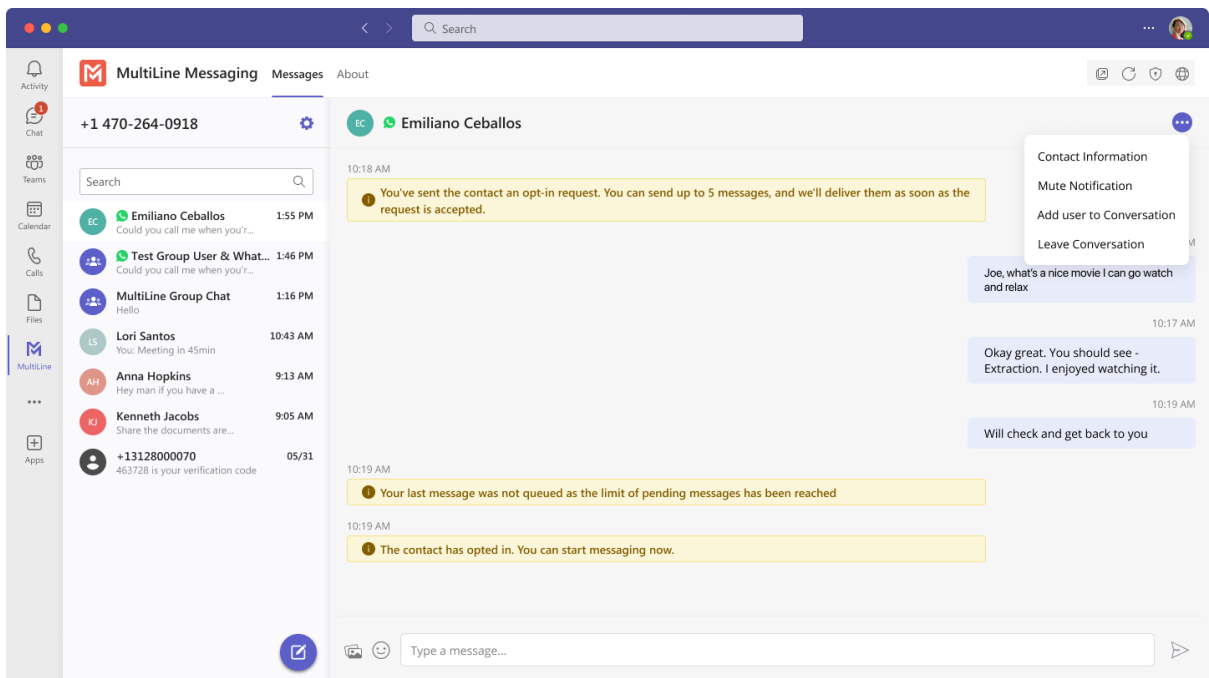 Search
Activity
1
Chat
Teams
Calendar
Calls
Files
MultiLine
Apps
MultiLine Messaging
Messages
About
+1 470-264-0918
Search
EC
Emiliano Ceballos
1:55 PM
Could you call me when you'r...
Test Group User & What...
1:46 PM
Could you call me when you'r...
MultiLine Group Chat
1:16 PM
Hello
LS
Lori Santos
10:43 AM
You: Meeting in 45min
AH
Anna Hopkins
9:13 AM
Hey man if you have a ...
KJ
Kenneth Jacobs
9:05 AM
Share the documents are...
+13128000070
05/31
463728 is your verification code
EC
Emiliano Ceballos
Contact Information
Mute Notification
Add user to Conversation
Leave Conversation
10:18 AM
You've sent the contact an opt-in request. You can send up to 5 messages, and we'll deliver them as soon as the
request is accepted.
M
Joe, what's a nice movie I can go watch
and relax
10:17 AM
Okay great. You should see -
Extraction. I enjoyed watching it.
10:19 AM
Will check and get back to you
10:19 AM
Your last message was not queued as the limit of pending messages has been reached
10:19 AM
The contact has opted in. You can start messaging now.
Type a message...